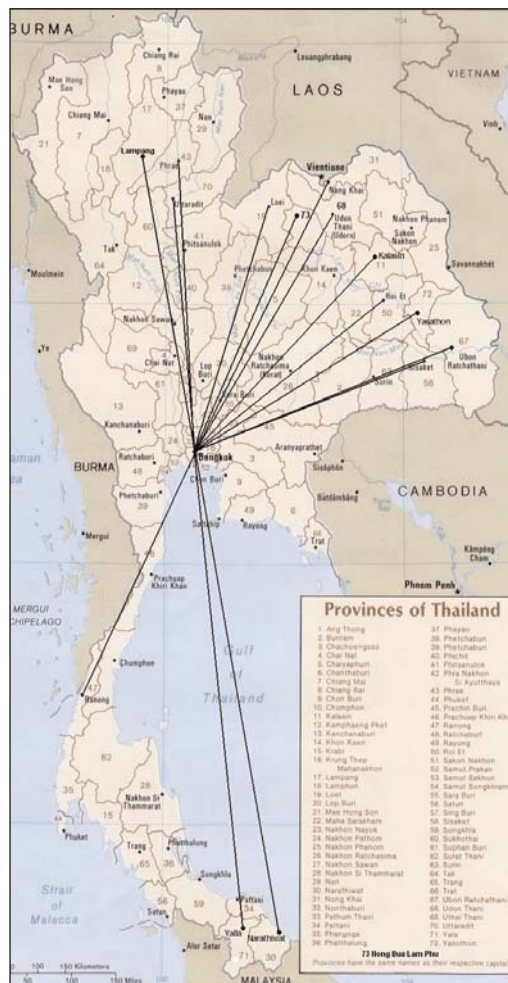 BURMA
Chiang Rai
Mae Hong Son
Phayao
Chiang Mai
Nan
Louangphrabang
LAOS
VIETNAM
Vinh
Lampang
Phrae
Vientiane
Nong Khai
Loei
73
68
Udon Thani (Udorn)
Nakhon Phanom
Sakon Nakhon
Uttaradit
Tak
Phitsanulok
Phetchabun
Khon Kaen
Kalasin
Savannakhét
Moulmein
Roi Et
Yasothon
Nakhon Sawan
Ye
Chai Nat
Lop Buri
Nakhon Ratchasima (Korat)
Surin
Sisaket
Ubon Ratchathani
Kanchanaburi
Ratchaburi
BURMA
Bangkok
Chon Buri
Aranyaprathet
Sisŏphŏn
Bătdâmbâng
CAMBODIA
Phetchaburi
Sattahip
Rayong
Trat
Mergui
Prachuap Khiri Khan
Kâmpóng Cham
Phnom Penh
MERGUI
Chumphon
Gulf of Thailand
Ranong
Nakhon Si Thammarat
Phuket
Trang
Phatthalung
Songkhla
Pattani
Strait of Malacca
Satun
Yala
Narathiwat
Alor Setar
MALAYSIA
Provinces of Thailand
1. Ang Thong
2. Buriram
3. Chachoengsao
4. Chai Nat
5. Chaiyaphum
6. Chanthaburi
7. Chiang Mai
8. Chiang Rai
9. Chon Buri
10. Chumphon
11. Kalasin
12. Kamphaeng Phet
13. Kanchanaburi
14. Khon Kaen
15. Krabi
16. Krung Thep Mahanakhon
17. Lampang
18. Lamphun
19. Loei
20. Lop Buri
21. Mae Hong Son
22. Maha Sarakham
23. Nakhon Nayok
24. Nakhon Pathom
25. Nakhon Phanom
26. Nakhon Ratchasima
27. Nakhon Sawan
28. Nakhon Si Thammarat
29. Nan
30. Narathiwat
31. Nong Khai
32. Nonthaburi
33. Pathum Thani
34. Pattani
35. Phangnga
36. Phatthalung
37. Phayao
38. Phetchabun
39. Phetchaburi
40. Phichit
41. Phitsanulok
42. Phra Nakhon Si Ayutthaya
43. Phrae
44. Phuket
45. Prachin Buri
46. Prachuap Khiri Kh
47. Ranong
48. Ratchaburi
49. Rayong
50. Roi Et
51. Sakon Nakhon
52. Samut Prakan
53. Samut Sakhon
54. Samut Songkhram
55. Sara Buri
56. Satun
57. Sing Buri
58. Sisaket
59. Songkhla
60. Sukhothai
61. Suphan Buri
62. Surat Thani
63. Surin
64. Tak
65. Trang
66. Trat
67. Ubon Ratchathani
68. Udon Thani
69. Uthai Thani
70. Uttaradit
71. Yala
72. Yasothon
73 Nong Bua Lam Phu
Provinces have the same names as their respective capital